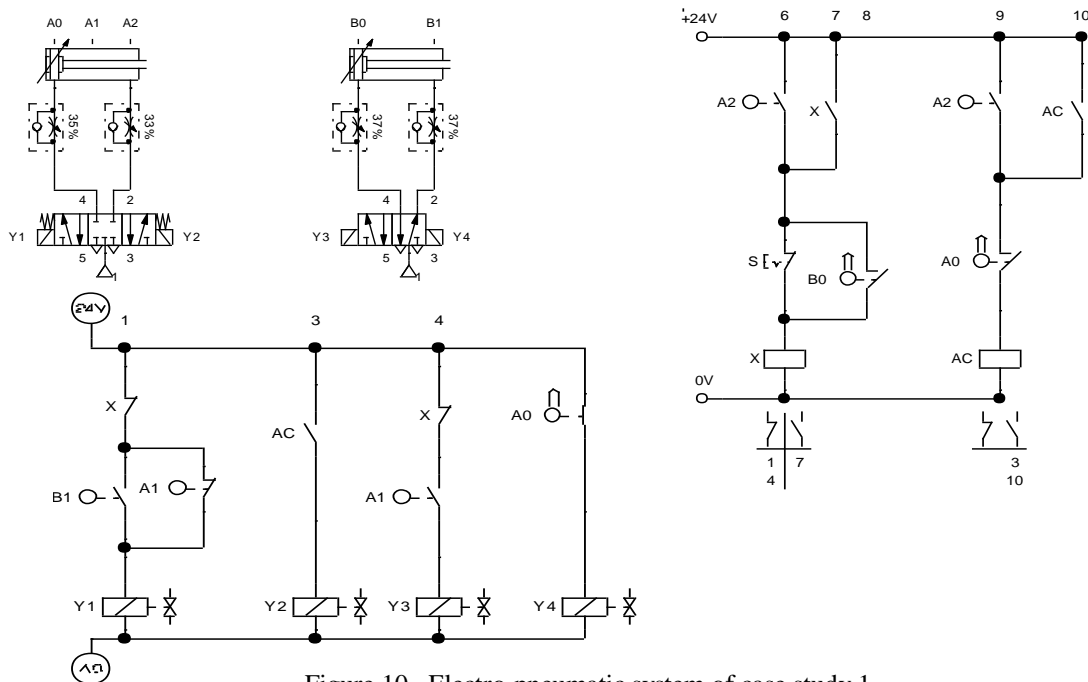 A0 A1 A2
B0 B1
35%
33%
37%
37%
4 2
4 2
Y1 Y2
Y3 Y4
5 3
5 3
1
1
24V
1 3 4
X
X
A0
AC
B1
A1
A1
Y1
Y2
Y3
Y4
0V
6 7 8 9 10
+24V
A2
X
A2
AC
S
B0
A0
X
AC
0V
1 7
4
3
10
Figure 10 Electro-pneumatic system of case study 1